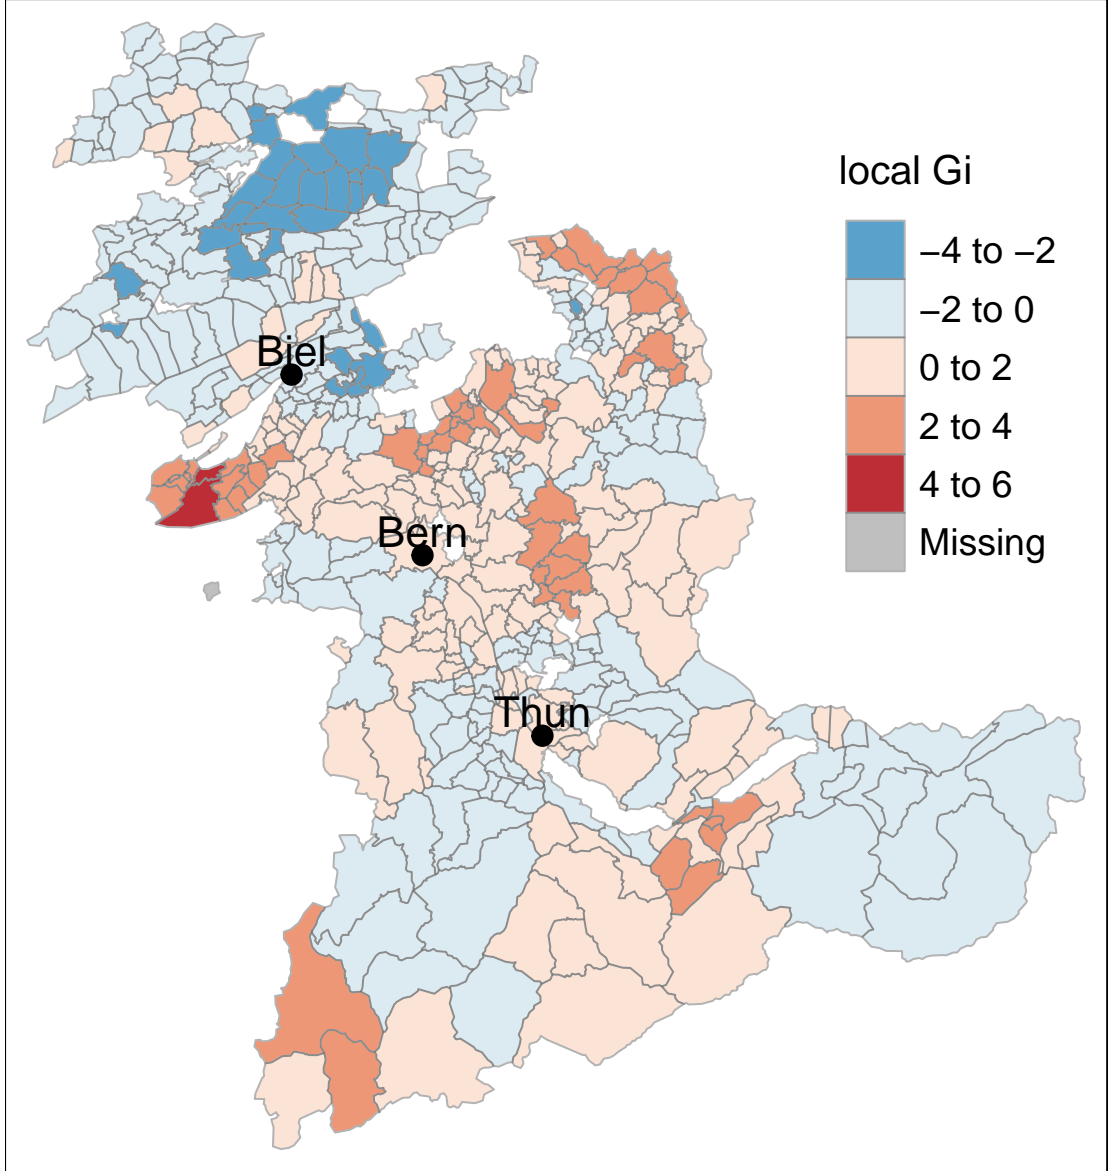 local Gi
−4 to −2
−2 to 0
0 to 2
2 to 4
4 to 6
Missing
Biel
Bern
Thun